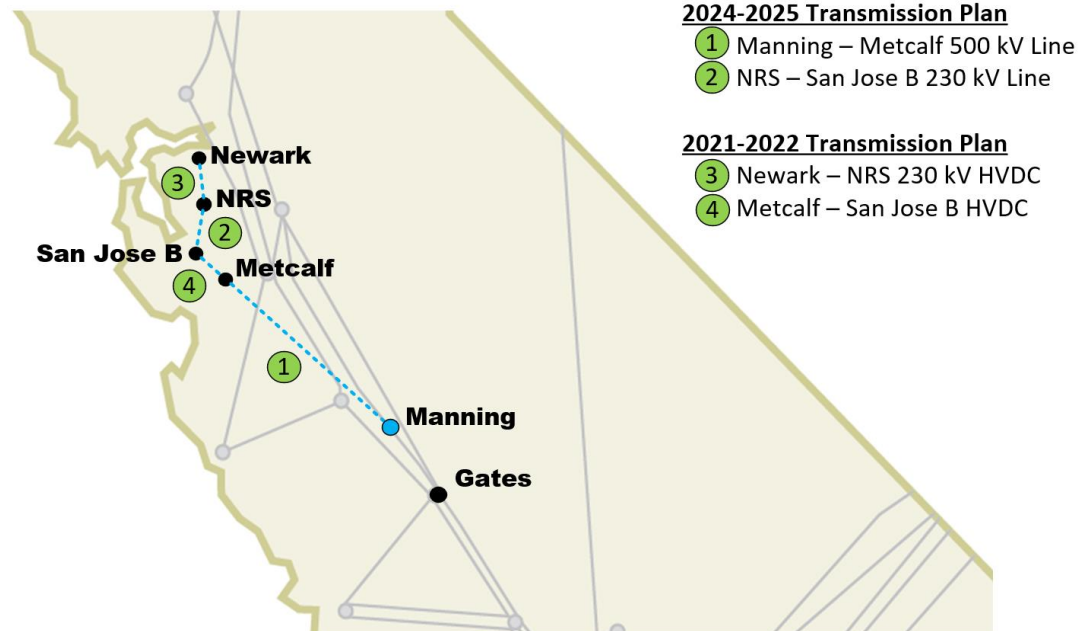 2024-2025 Transmission Plan
1 Manning – Metcalf 500 kV Line
2 NRS – San Jose B 230 kV Line
2021-2022 Transmission Plan
3 Newark – NRS 230 kV HVDC
4 Metcalf – San Jose B HVDC
Newark
3
NRS
2
San Jose B
Metcalf
4
1
Manning
Gates